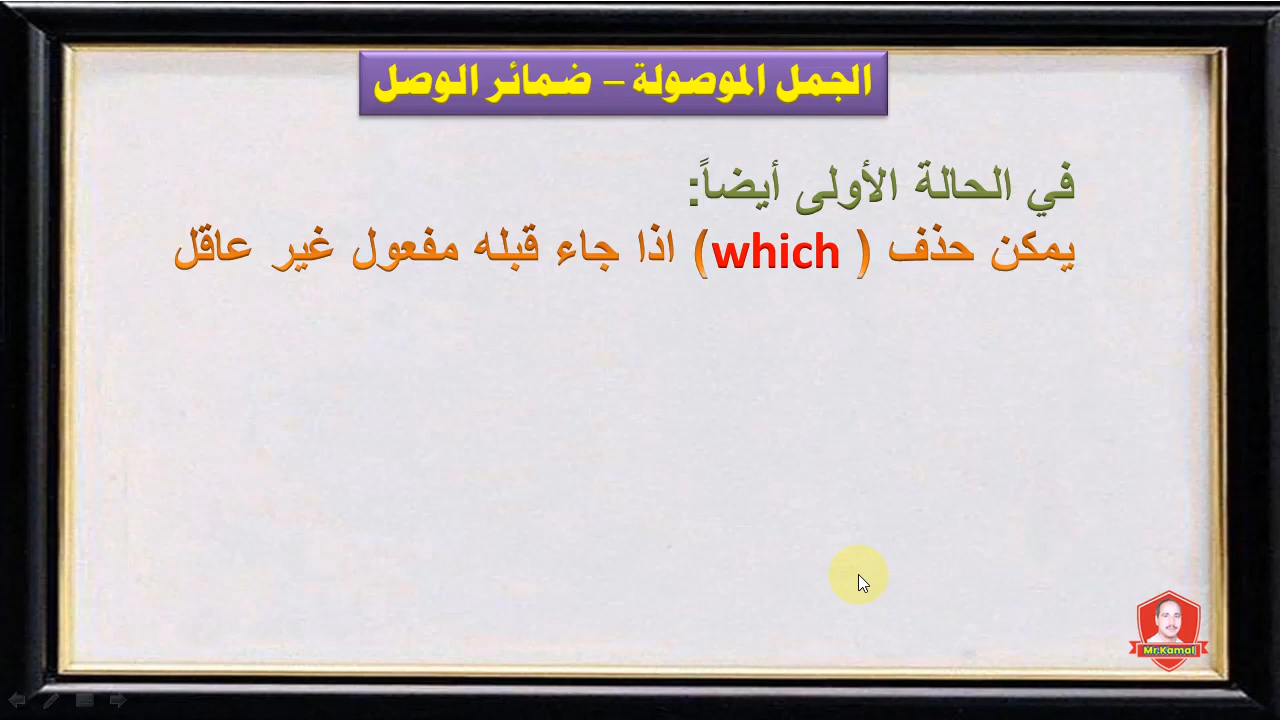 الجمل الموصولة – ضمائر الوصل
في الحالة الأولى أيضاً:
يمكن حذف ( which) اذا جاء قبله مفعول غير عاقل
Mr.Kamal